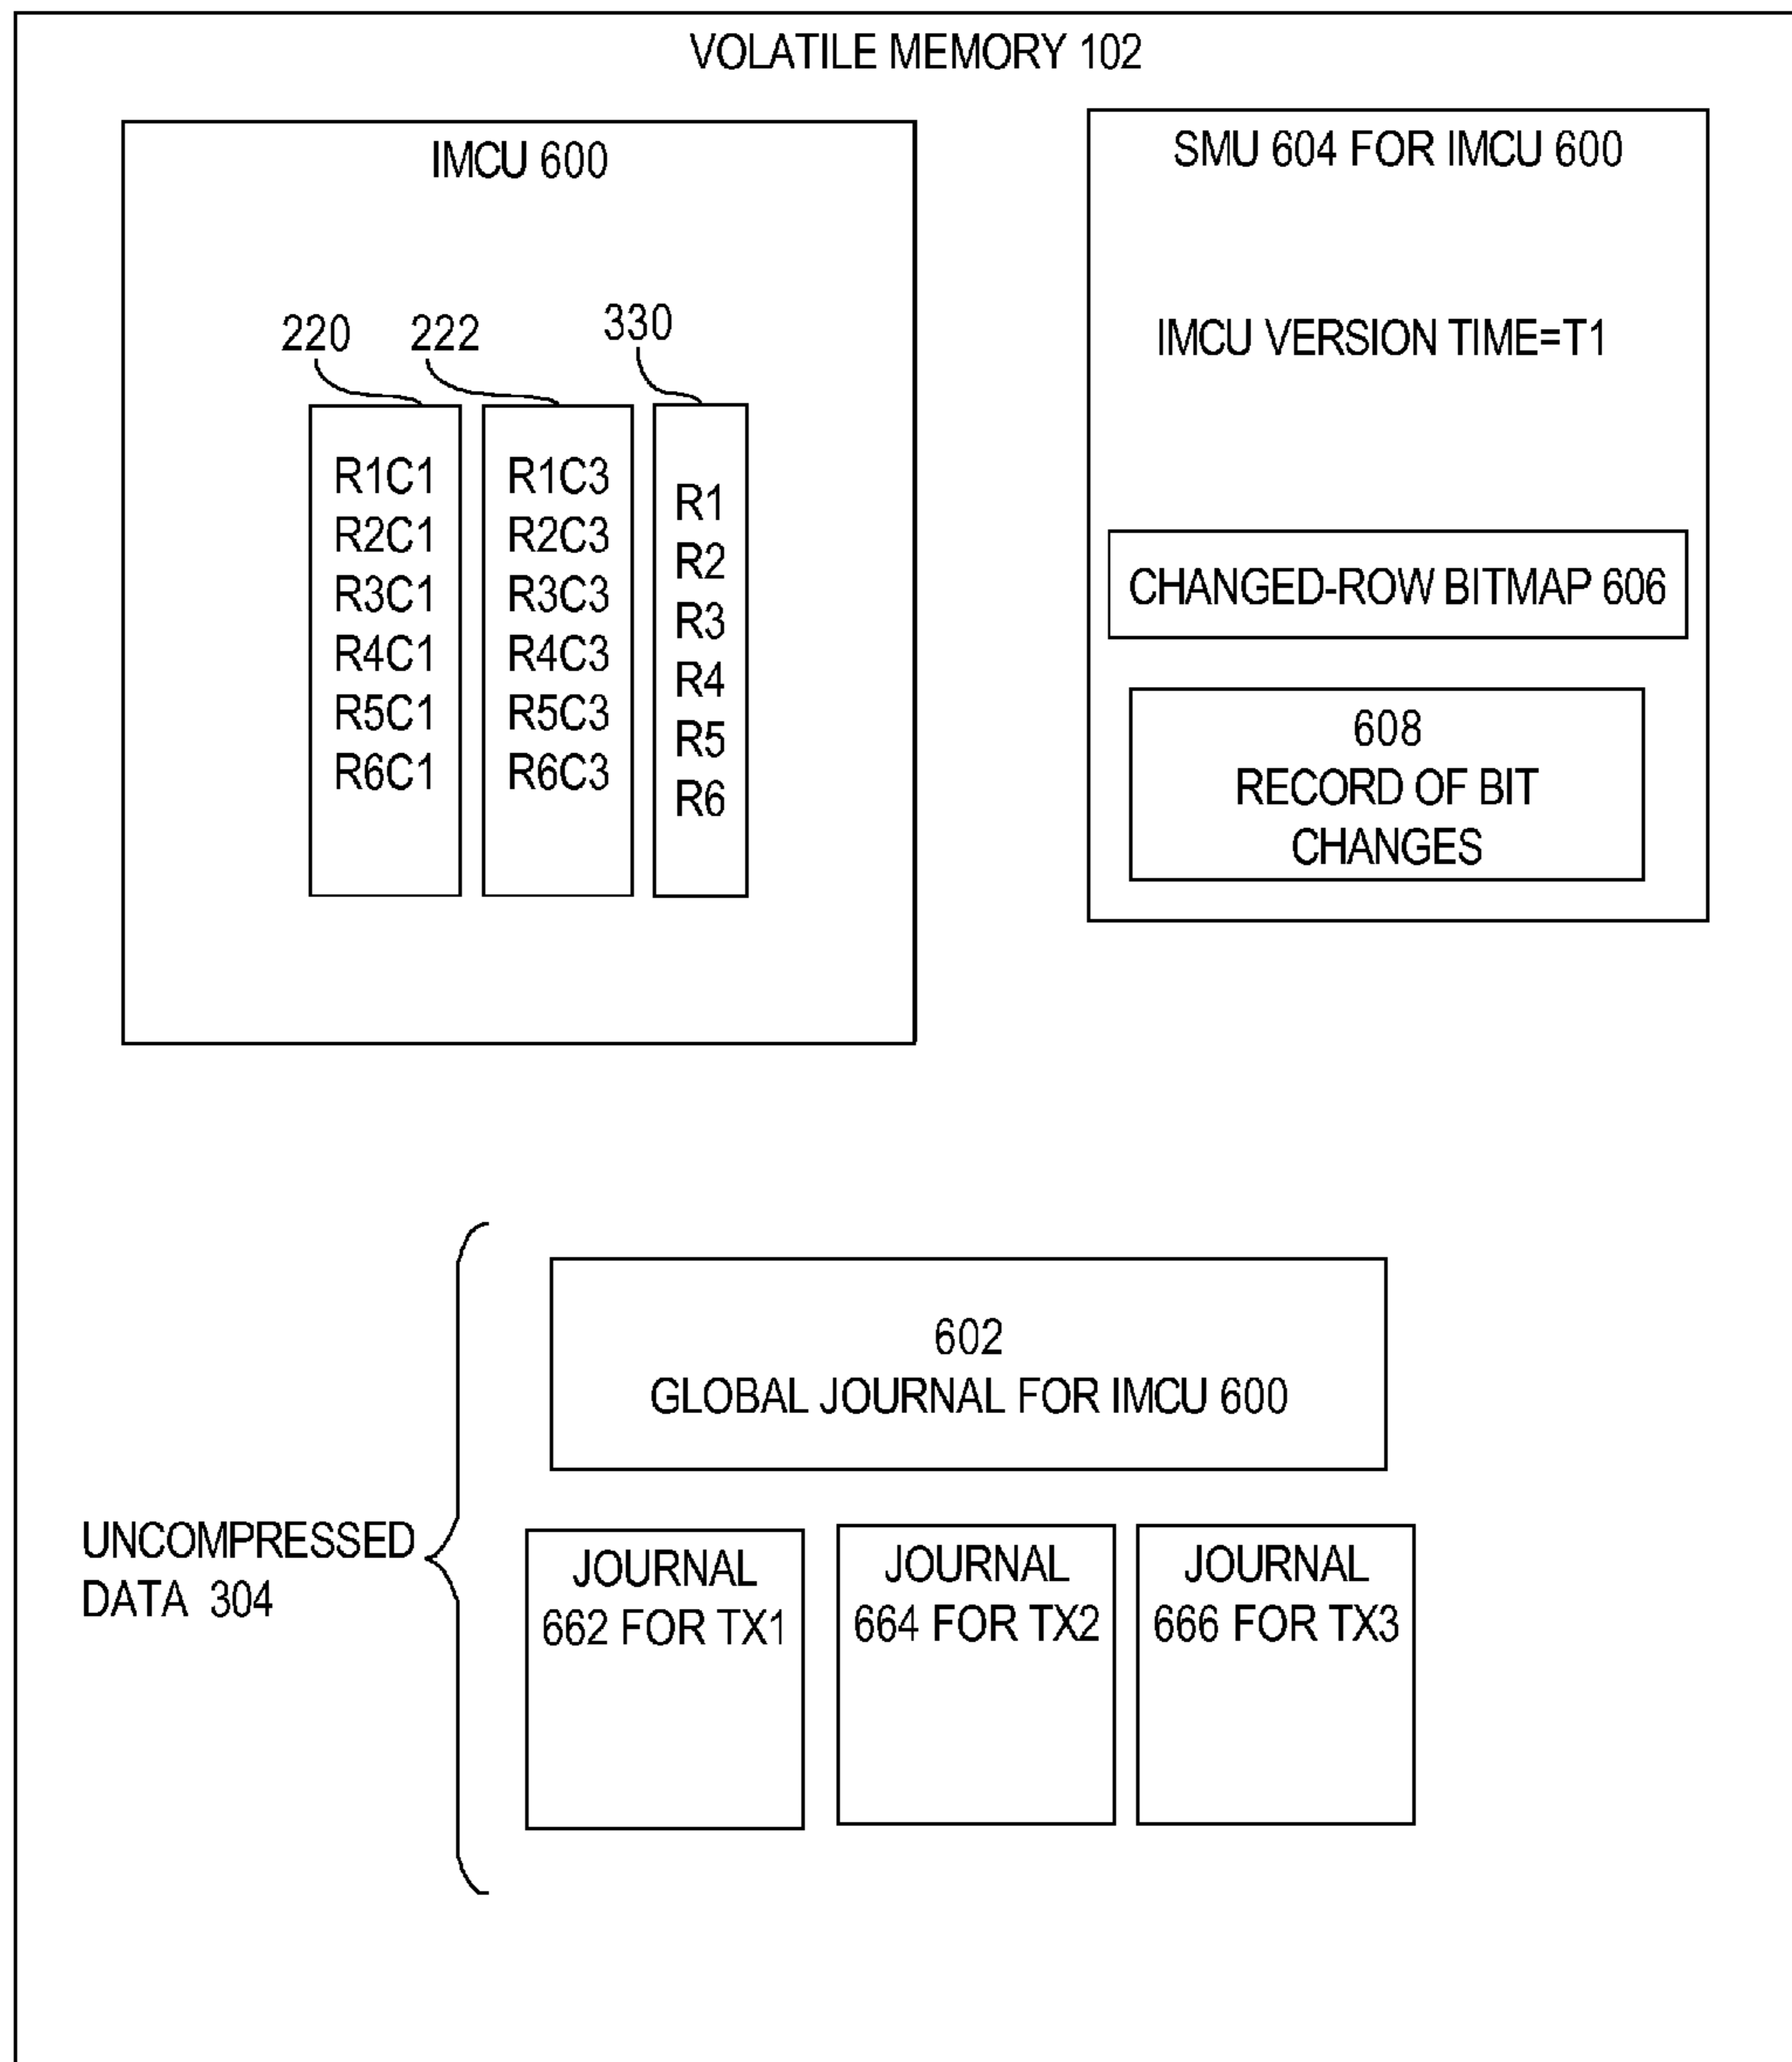 VOLATILE MEMORY 102
IMCU 600
220
222
330
R1C1
R2C1
R3C1
R4C1
R5C1
R6C1
R1C3
R2C3
R3C3
R4C3
R5C3
R6C3
R1
R2
R3
R4
R5
R6
SMU 604 FOR IMCU 600
IMCU VERSION TIME=T1
CHANGED-ROW BITMAP 606
608
RECORD OF BIT
CHANGES
UNCOMPRESSED
DATA 304
602
GLOBAL JOURNAL FOR IMCU 600
JOURNAL
662 FOR TX1
JOURNAL
664 FOR TX2
JOURNAL
666 FOR TX3